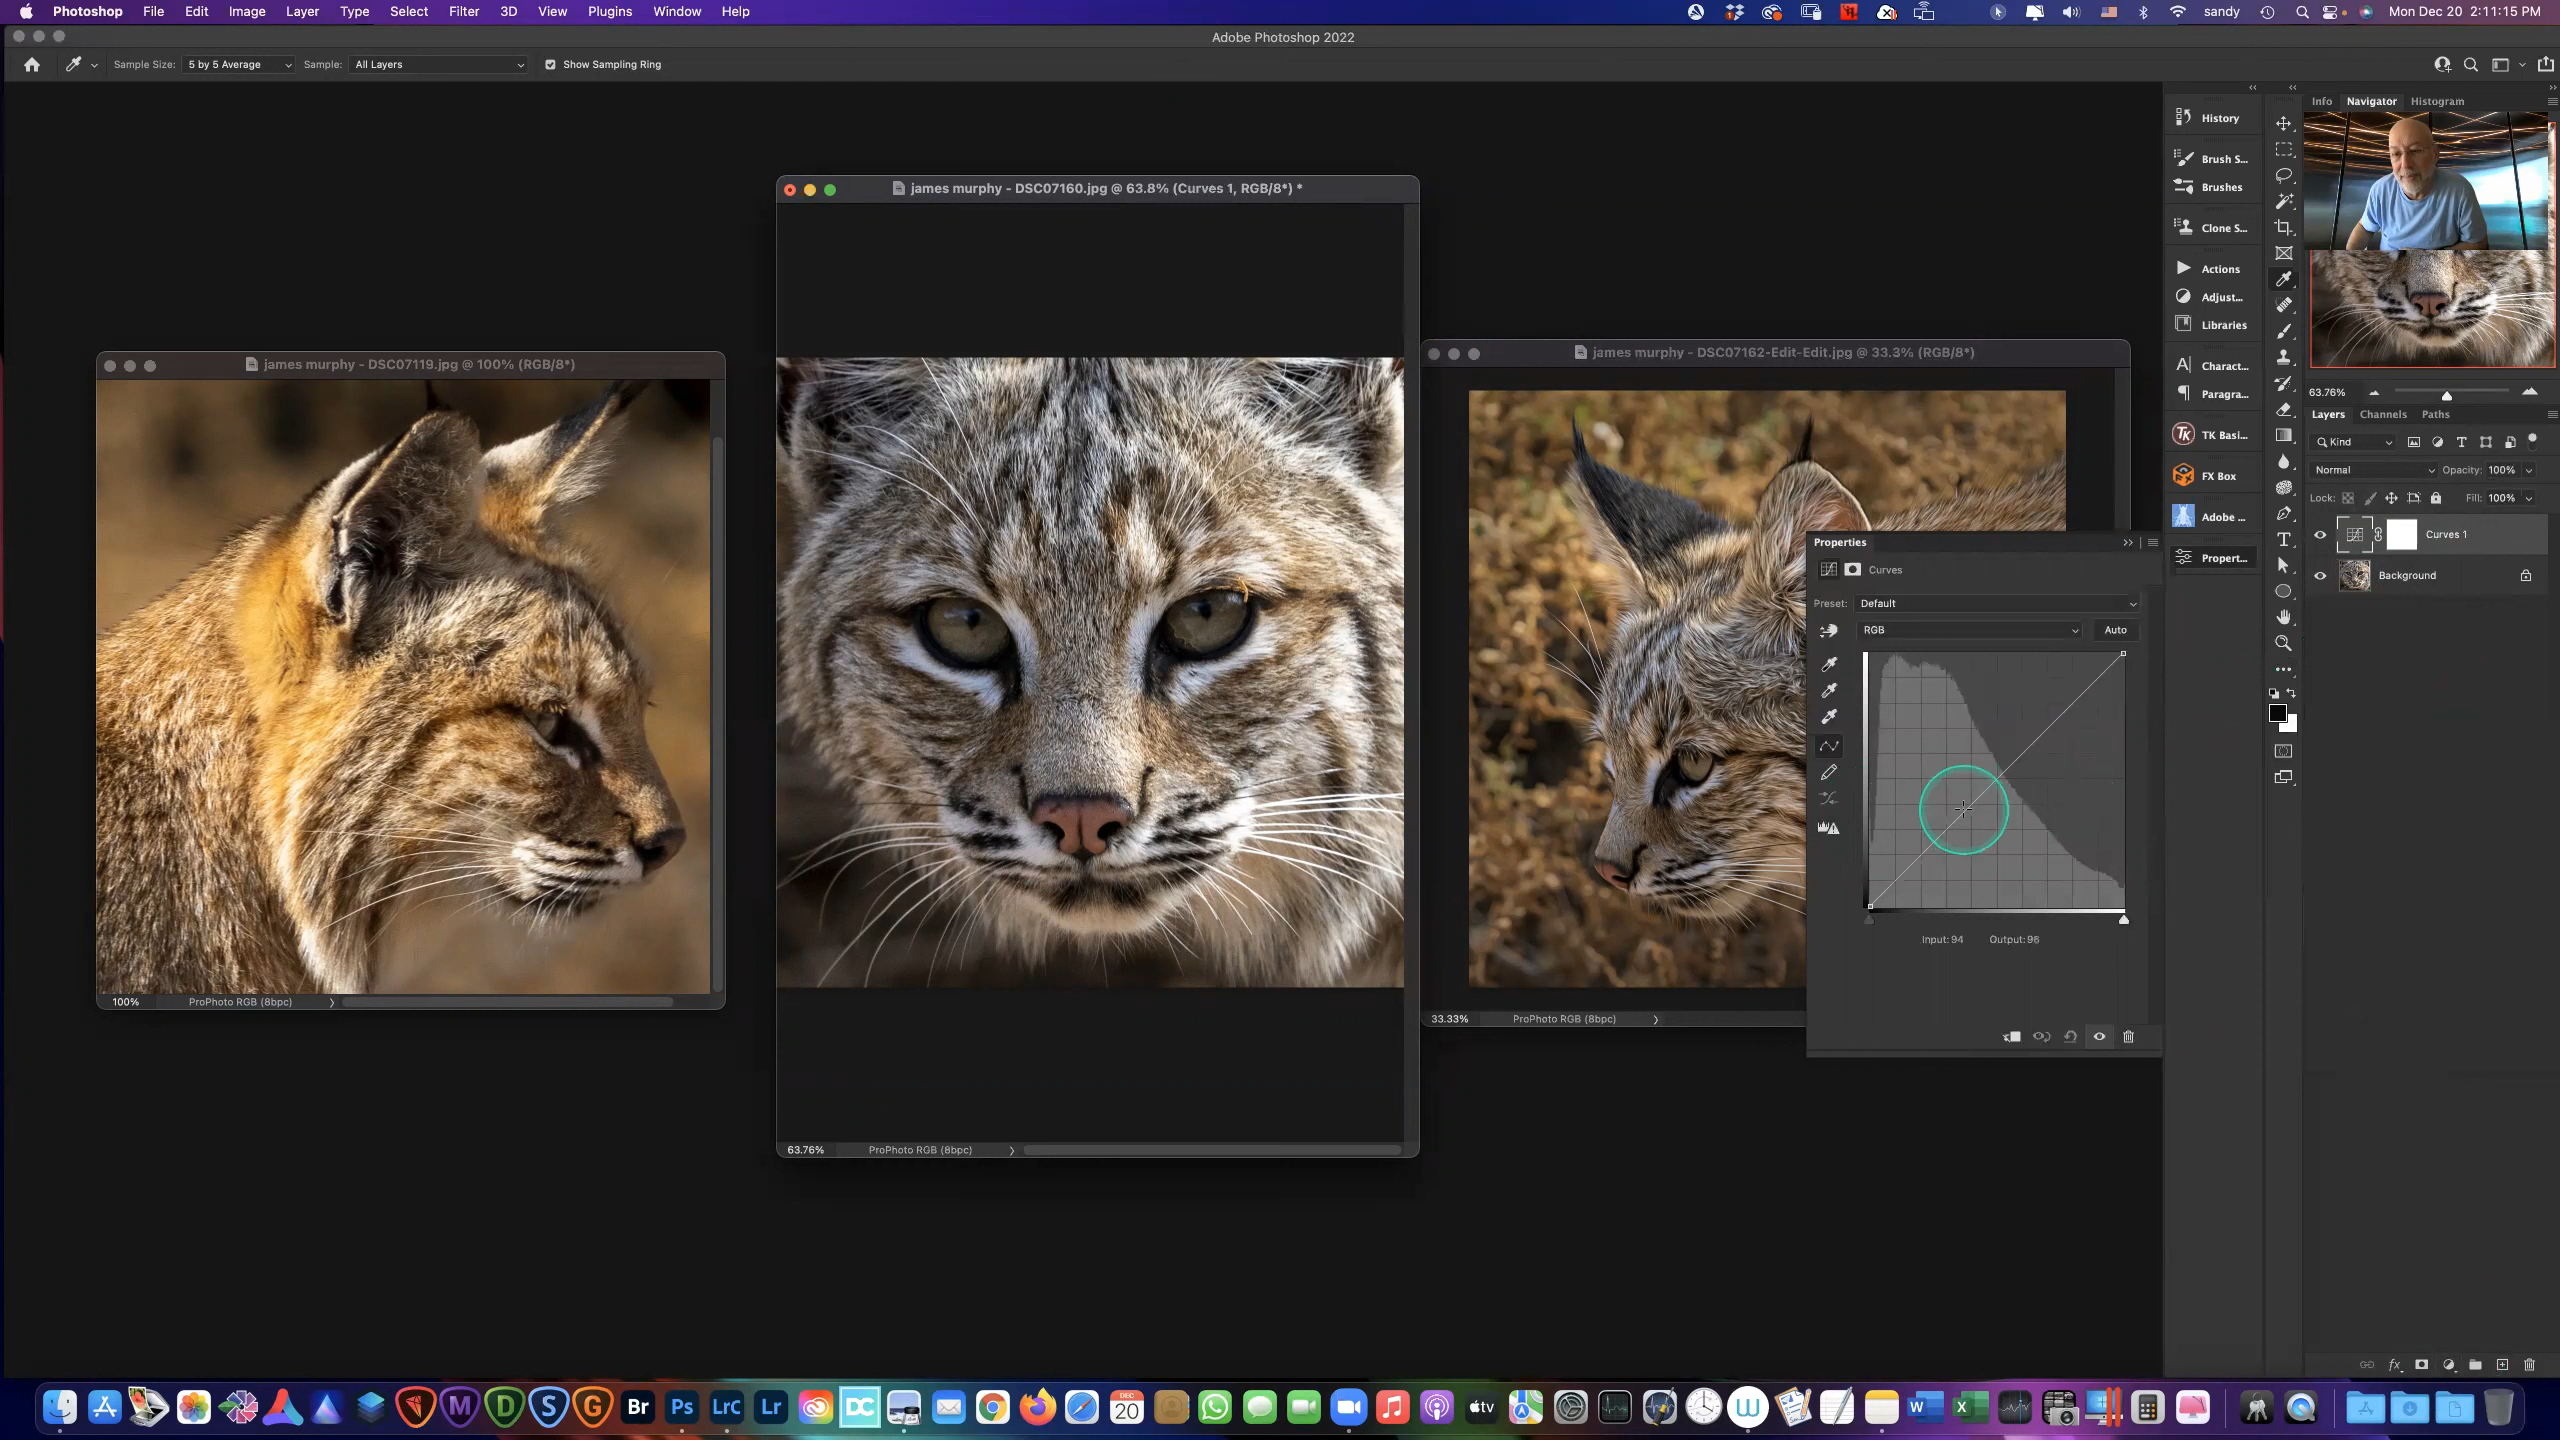 Photoshop File Edit Image Layer Type Select Filter 3D View Plugins Window Help
sandy Mon Dec 20 2:11:15 PM
Adobe Photoshop 2022
Sample Size: 5 by 5 Average Sample: All Layers Show Sampling Ring
Info Navigator Histogram
History
Brush S...
Brushes
Clone S...
Actions
Adjust...
Libraries
A| Charact...
Paragra...
TK TK Basi...
FX Box
Adobe ...
Propert...
james murphy - DSC07160.jpg @ 63.8% (Curves 1, RGB/8*) *
james murphy - DSC07119.jpg @ 100% (RGB/8*)
james murphy - DSC07162-Edit-Edit.jpg @ 33.3% (RGB/8*)
63.76%
Layers Channels Paths
Kind
Normal Opacity: 100%
Lock: Fill: 100%
Curves 1
Background
Properties
Curves
Preset: Default
RGB Auto
Input: 94 Output: 96
100% ProPhoto RGB (8bpc)
33.33% ProPhoto RGB (8bpc)
63.76% ProPhoto RGB (8bpc)
M D S G Br Ps LrC Lr DC DEC 20 tv W X